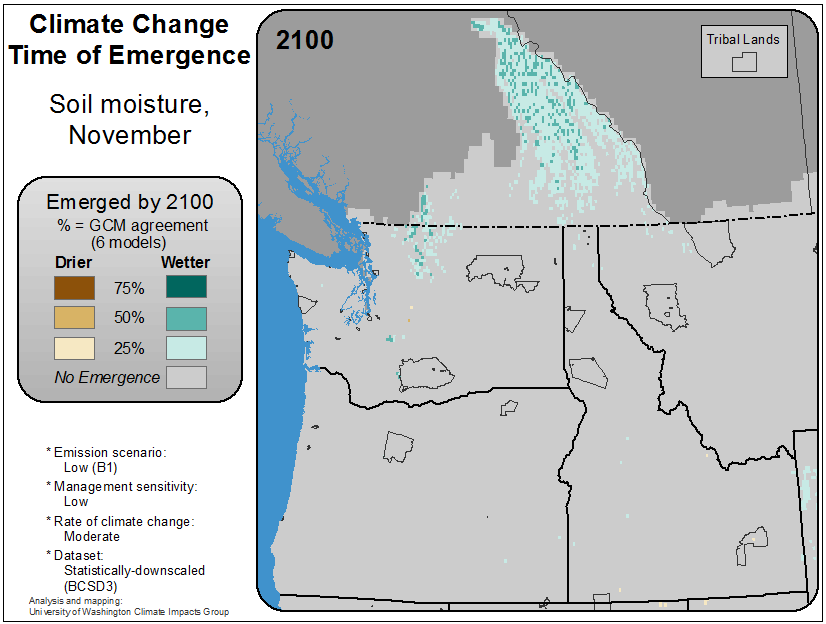 Climate Change
Time of Emergence
Soil moisture,
November
Emerged by 2100
% = GCM agreement
(6 models)
Drier Wetter
75%
50%
25%
No Emergence
* Emission scenario:
Low (B1)
* Management sensitivity:
Low
* Rate of climate change:
Moderate
* Dataset:
Statistically-downscaled
(BCSD3)
Analysis and mapping:
University of Washington Climate Impacts Group
2100
Tribal Lands